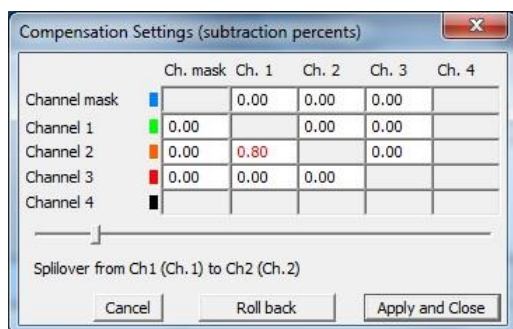 Compensation Settings (subtraction percents)
Ch. mask Ch. 1 Ch. 2 Ch. 3 Ch. 4
Channel mask 0.00 0.00 0.00
Channel 1 0.00 0.00 0.00
Channel 2 0.00 0.80 0.00
Channel 3 0.00 0.00 0.00
Channel 4
Splilover from Ch1 (Ch.1) to Ch2 (Ch.2)
Cancel Roll back Apply and Close